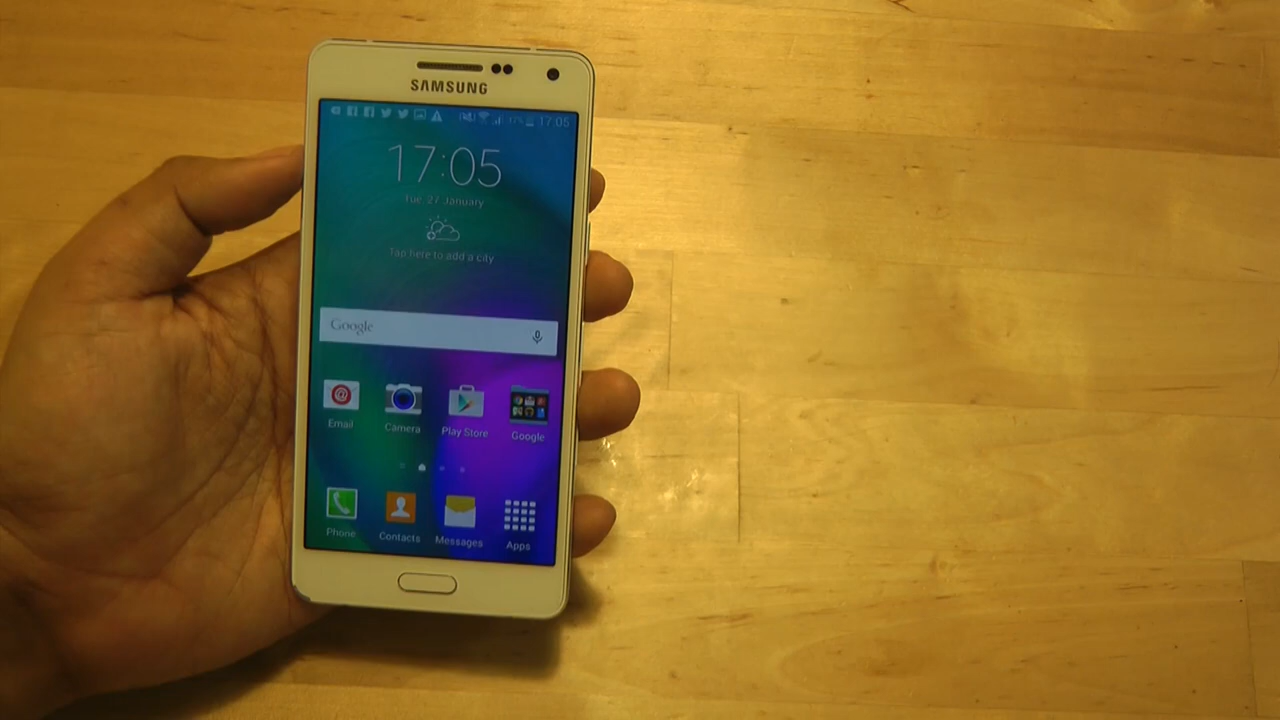 SAMSUNG
17:05
17:05
Tue, 27 January
Tap here to add a city
Google
Email
Camera
Play Store
Google
Phone
Contacts
Messages
Apps